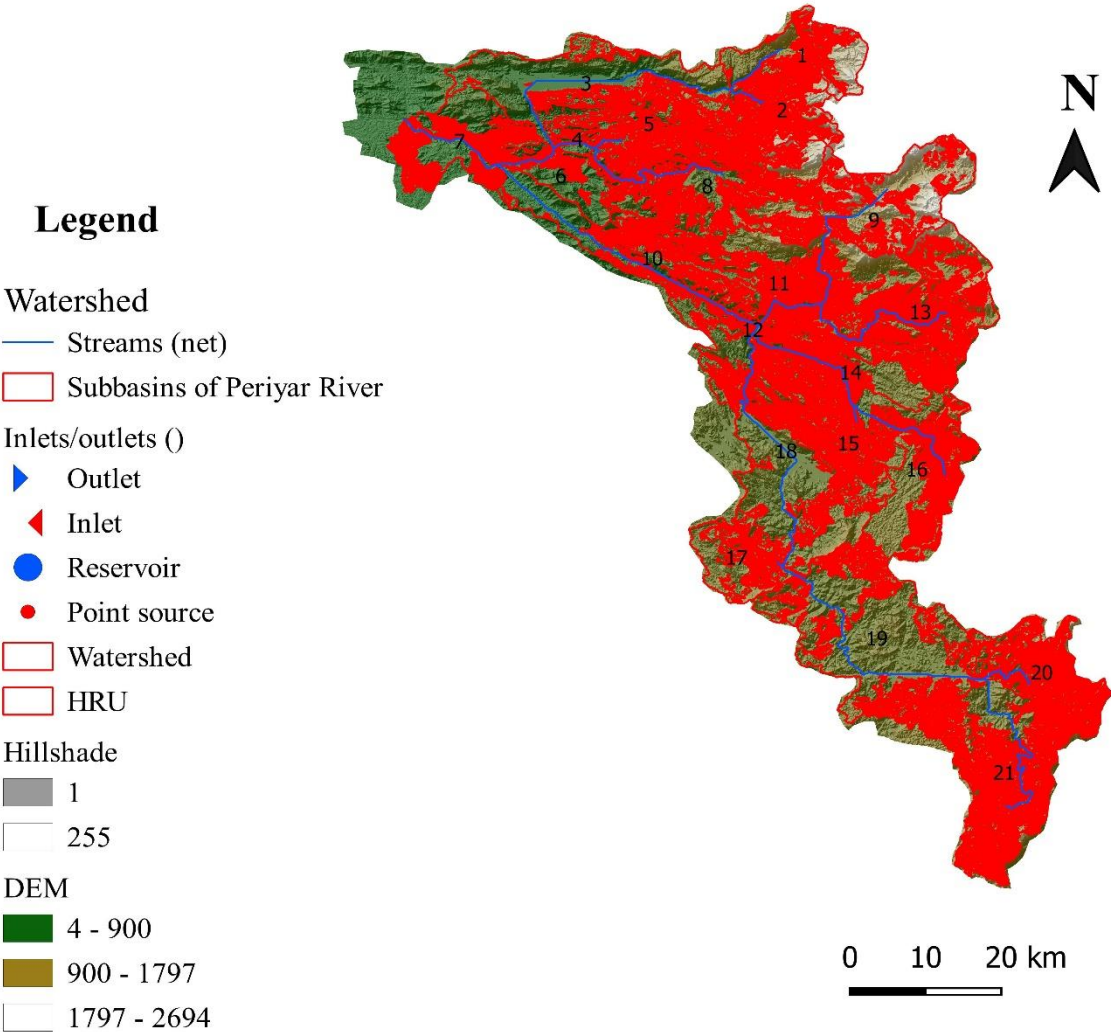 Legend
Watershed
Streams (net)
Subbasins of Periyar River
Inlets/outlets ()
Outlet
Inlet
Reservoir
Point source
Watershed
HRU
Hillshade
1
255
DEM
4 - 900
900 - 1797
1797 - 2694
1
2
3
5
4
7
6
8
9
10
11
13
12
14
15
16
18
17
19
20
21
N
0 10 20 km